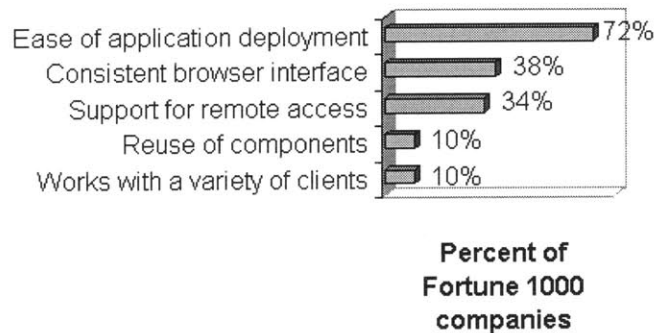 Ease of application deployment 72%
Consistent browser interface 38%
Support for remote access 34%
Reuse of components 10%
Works with a variety of clients 10%
Percent of
Fortune 1000
companies